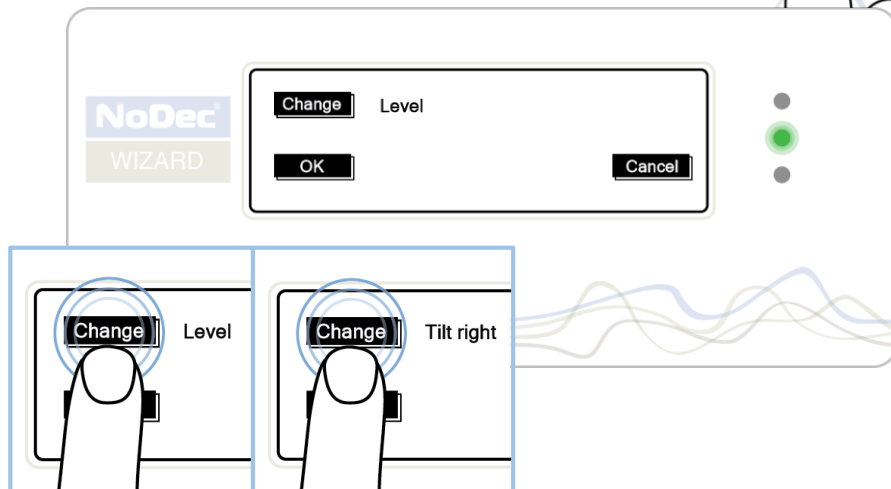 NoDec®
WIZARD
Change Level
OK Cancel
Change Level
Change Tilt right